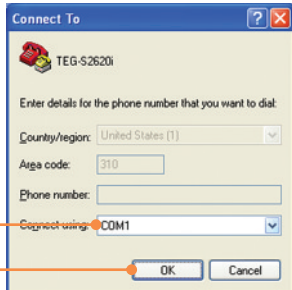 Connect To
TEG-S2620i
Enter details for the phone number that you want to dial:
Country/region: United States (1)
Area code: 310
Phone number:
Connect using: COM1
OK Cancel